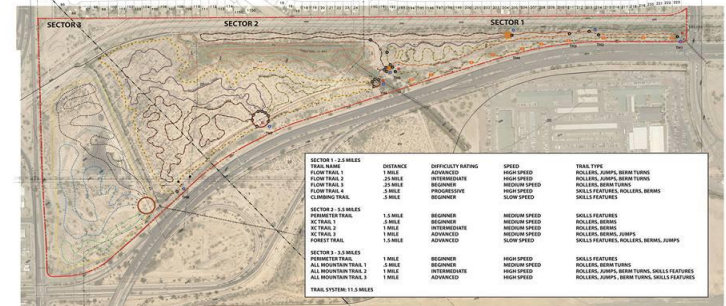 SECTOR 3
SECTOR 2
SECTOR 1
SECTOR 1 - 2.5 MILES
TRAIL NAME DISTANCE DIFFICULTY RATING SPEED TRAIL TYPE
FLOW TRAIL 1 1 MILE ADVANCED HIGH SPEED ROLLERS, JUMPS, BERM TURNS
FLOW TRAIL 2 .25 MILE INTERMEDIATE HIGH SPEED ROLLERS, JUMPS, BERM TURNS
FLOW TRAIL 3 .25 MILE BEGINNER MEDIUM SPEED ROLLERS, BERM TURNS
FLOW TRAIL 4 .5 MILE PROGRESSIVE HIGH SPEED SKILLS FEATURES, ROLLERS, BERMS
CLIMBING TRAIL .5 MILE BEGINNER SLOW SPEED SKILLS FEATURES
SECTOR 2 - 5.5 MILES
PERIMETER TRAIL 1.5 MILE BEGINNER MEDIUM SPEED SKILLS FEATURES
XC TRAIL 1 .5 MILE BEGINNER MEDIUM SPEED ROLLERS, BERMS
XC TRAIL 2 1 MILE INTERMEDIATE MEDIUM SPEED ROLLERS, BERMS
XC TRAIL 3 1 MILE ADVANCED MEDIUM SPEED ROLLERS, BERMS, JUMPS
FOREST TRAIL 1.5 MILE ADVANCED SLOW SPEED SKILLS FEATURES, ROLLERS, BERMS, JUMPS
SECTOR 3 - 3.5 MILES
PERIMETER TRAIL 1 MILE BEGINNER HIGH SPEED SKILLS FEATURES
ALL MOUNTAIN TRAIL 1 .5 MILE BEGINNER MEDIUM SPEED ROLLERS, BERM TURNS
ALL MOUNTAIN TRAIL 2 1 MILE INTERMEDIATE HIGH SPEED ROLLERS, JUMPS, BERM TURNS, SKILLS FEATURES
ALL MOUNTAIN TRAIL 3 1 MILE ADVANCED HIGH SPEED ROLLERS, JUMPS, BERM TURNS, SKILLS FEATURES
TRAIL SYSTEM: 11.5 MILES